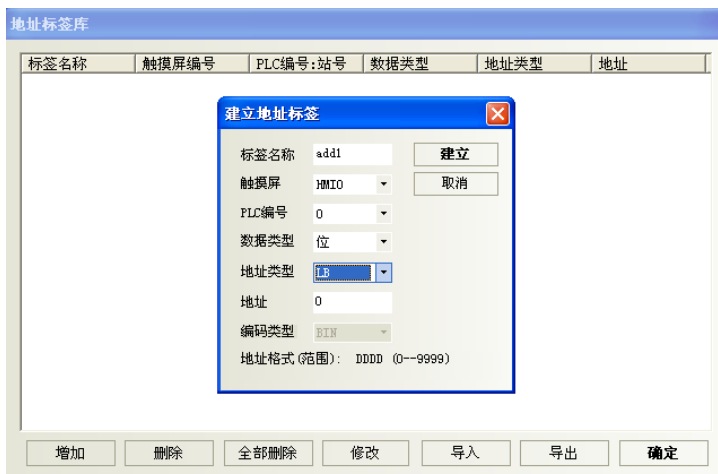 地址标签库
标签名称 触摸屏编号 PLC编号:站号 数据类型 地址类型 地址
建立地址标签
标签名称 add1 建立
触摸屏 HMI0 取消
PLC编号 0
数据类型 位
地址类型 LB
地址 0
编码类型 BIN
地址格式(范围): DDDD (0--9999)
增加 删除 全部删除 修改 导入 导出 确定